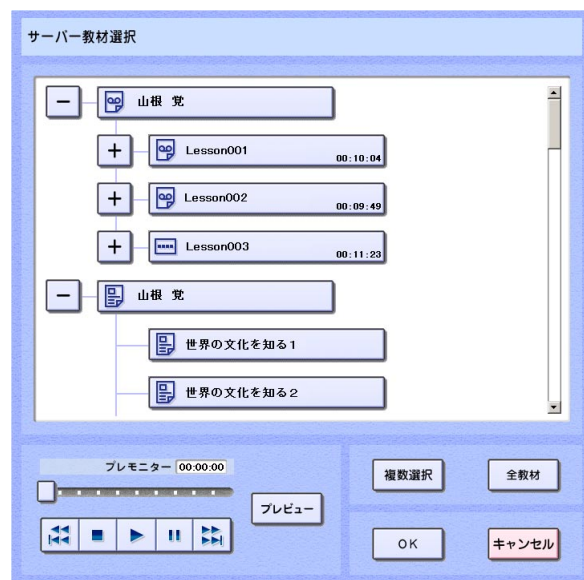 サーバー教材選択
山根 覚
Lesson001
00:10:04
Lesson002
00:09:49
Lesson003
00:11:23
山根 覚
世界の文化を知る1
世界の文化を知る2
プレモニター 00:00:00
プレビュー
複数選択
全教材
OK
キャンセル